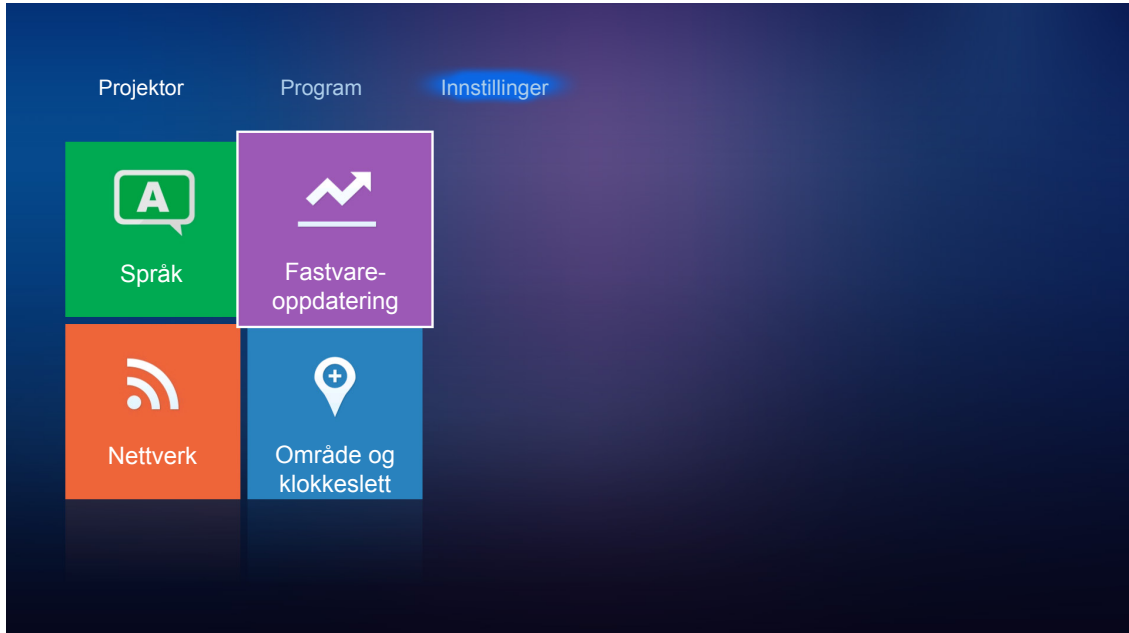 Projektor Program Innstillinger
A
Språk
Fastvare-
oppdatering
Nettverk
Område og
klokkeslett